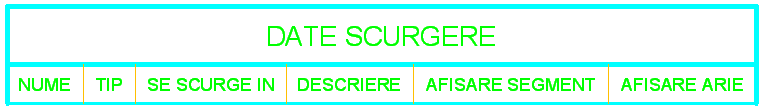 DATE SCURGERE
NUME TIP SE SCURGE IN DESCRIERE AFISARE SEGMENT AFISARE ARIE